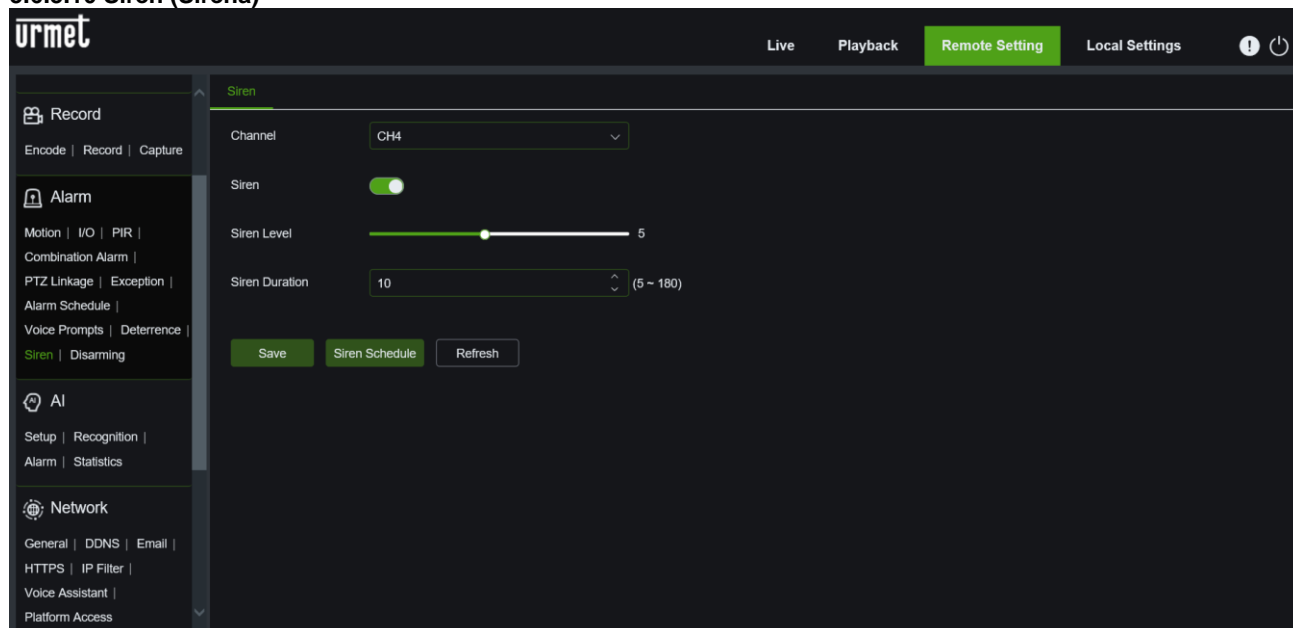 Siren (Sirena)
urmet
Live Playback Remote Setting Local Settings
Record
Encode | Record | Capture
Alarm
Motion | I/O | PIR |
Combination Alarm |
PTZ Linkage | Exception |
Alarm Schedule |
Voice Prompts | Deterrence |
Siren | Disarming
AI
Setup | Recognition |
Alarm | Statistics
Network
General | DDNS | Email |
HTTPS | IP Filter |
Voice Assistant |
Platform Access
Siren
Channel CH4
Siren
Siren Level 5
Siren Duration 10 (5 ~ 180)
Save Siren Schedule Refresh